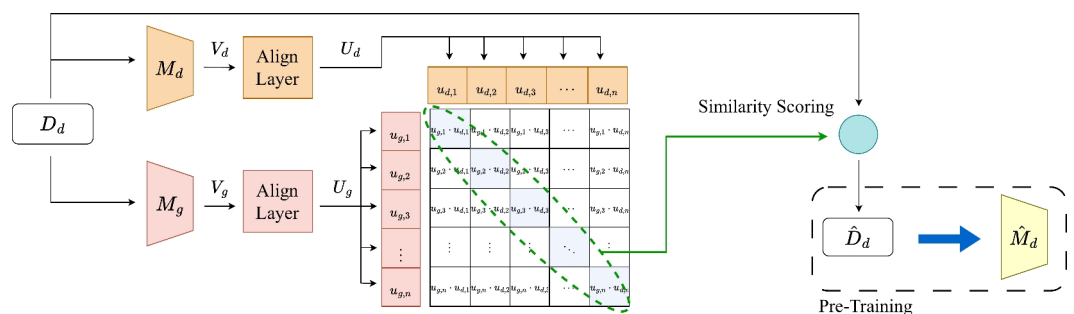 D_d
M_d
V_d
Align
Layer
U_d
u_{d,1} u_{d,2} u_{d,3} ⋯ u_{d,n}
M_g
V_g
Align
Layer
U_g
u_{g,1}
u_{g,2}
u_{g,3}
⋮
u_{g,n}
u_{g,1} · u_{d,1} u_{g,1} · u_{d,2} u_{g,1} · u_{d,3} ⋯ u_{g,1} · u_{d,n}
u_{g,2} · u_{d,1} u_{g,2} · u_{d,2} u_{g,2} · u_{d,3} ⋯ u_{g,2} · u_{d,n}
u_{g,3} · u_{d,1} u_{g,3} · u_{d,2} u_{g,3} · u_{d,3} ⋯ u_{g,3} · u_{d,n}
⋮ ⋮ ⋮ ⋱ ⋮
u_{g,n} · u_{d,1} u_{g,n} · u_{d,2} u_{g,n} · u_{d,3} ⋯ u_{g,n} · u_{d,n}
Similarity Scoring
D̂_d
M̂_d
Pre-Training